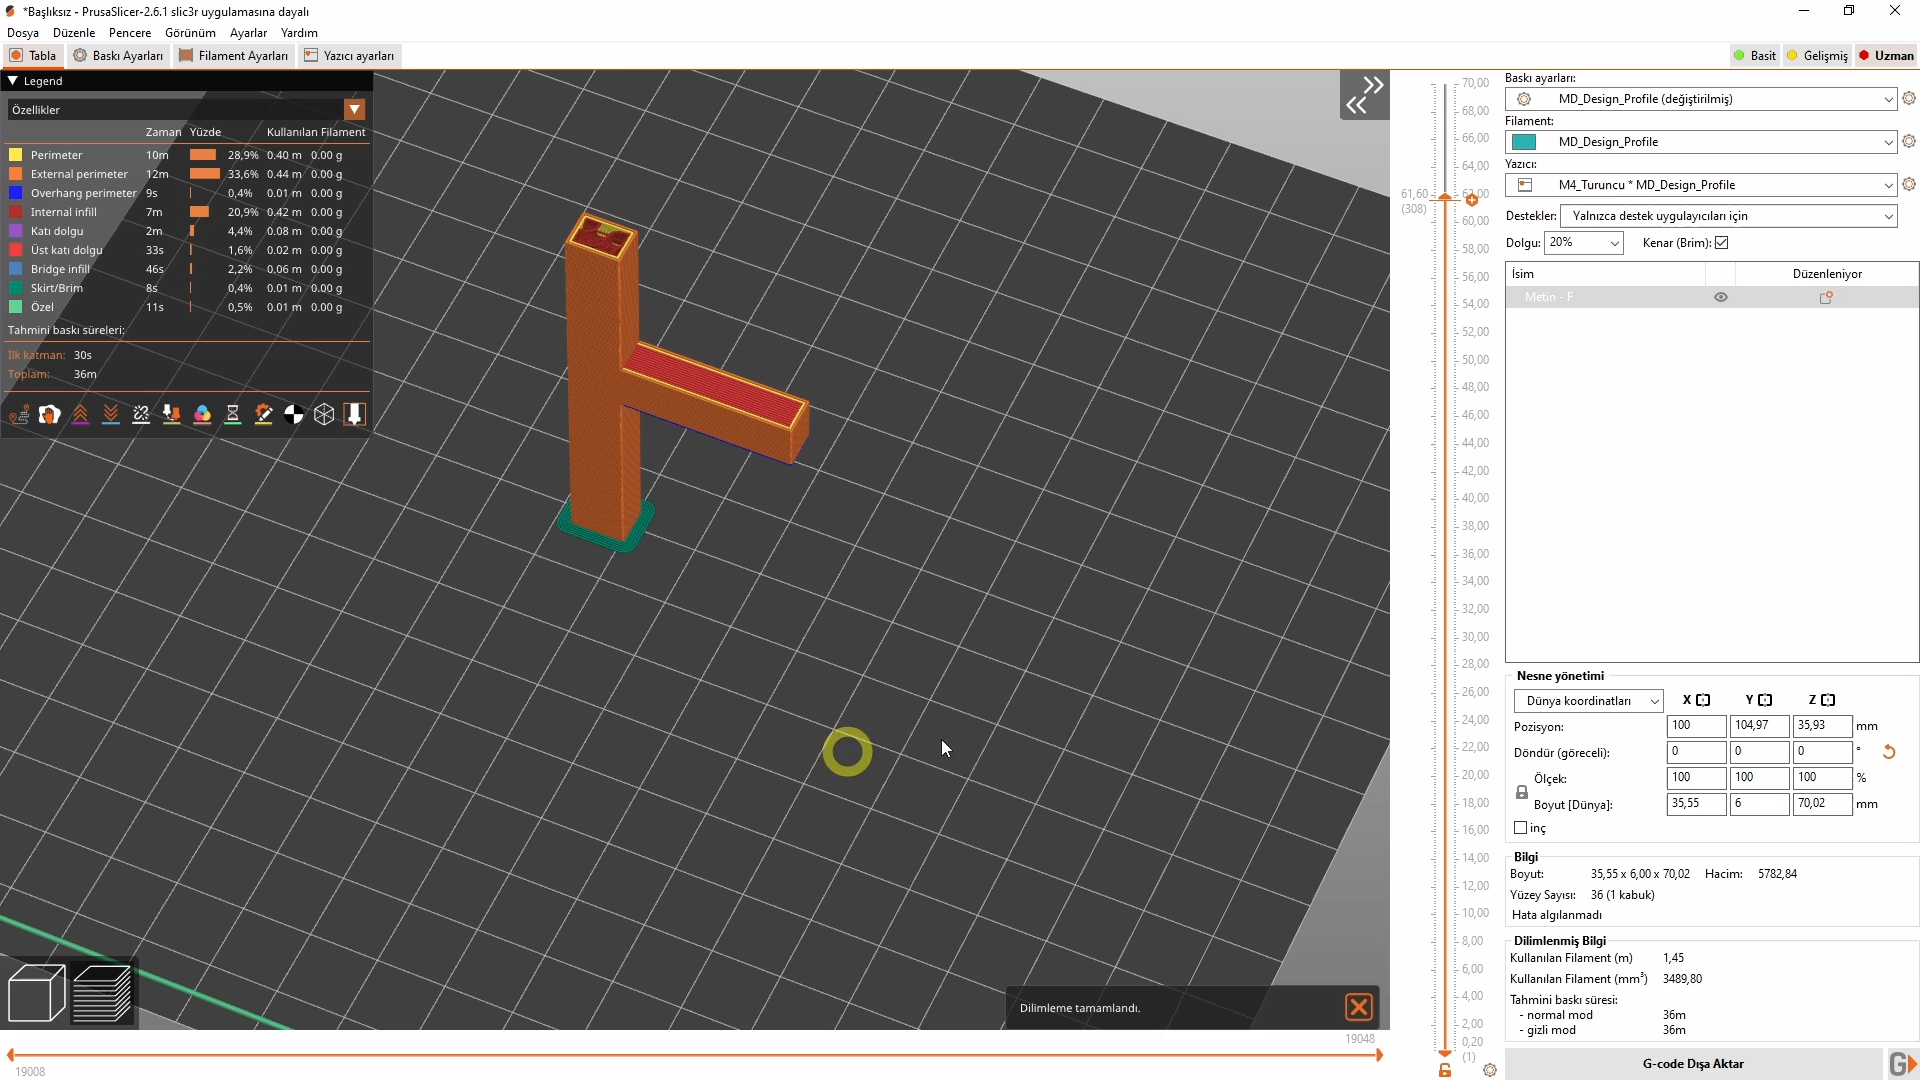 *Başlıksız - PrusaSlicer-2.6.1 slic3r uygulamasına dayalı
Dosya Düzenle Pencere Görünüm Ayarlar Yardım
Tabla Baskı Ayarları Filament Ayarları Yazıcı ayarları Basit Gelişmiş Uzman
Legend
Özellikler
Zaman Yüzde Kullanılan Filament
Perimeter 10m 28,9% 0.40 m 0.00 g
External perimeter 12m 33,6% 0.44 m 0.00 g
Overhang perimeter 9s 0,4% 0.01 m 0.00 g
Internal infill 7m 20,9% 0.42 m 0.00 g
Katı dolgu 2m 4,4% 0.08 m 0.00 g
Üst katı dolgu 33s 1,6% 0.02 m 0.00 g
Bridge infill 46s 2,2% 0.06 m 0.00 g
Skirt/Brim 8s 0,4% 0.01 m 0.00 g
Özel 11s 0,5% 0.01 m 0.00 g
Tahmini baskı süreleri:
İlk katman: 30s
Toplam: 36m
Dilimleme tamamlandı.
19048
19008
70,00
68,00
66,00
64,00
61,60
(308)
62,00
60,00
58,00
56,00
54,00
52,00
50,00
48,00
46,00
44,00
42,00
40,00
38,00
36,00
34,00
32,00
30,00
28,00
26,00
24,00
22,00
20,00
18,00
16,00
14,00
12,00
10,00
8,00
6,00
4,00
2,00
0,20
(1)
Baskı ayarları:
MD_Design_Profile (değiştirilmiş)
Filament:
MD_Design_Profile
Yazıcı:
M4_Turuncu * MD_Design_Profile
Destekler: Yalnızca destek uygulayıcıları için
Dolgu: 20% Kenar (Brim):
İsim Düzenleniyor
Metin - F
Nesne yönetimi
Dünya koordinatları X Y Z
Pozisyon: 100 104,97 35,93 mm
Döndür (göreceli): 0 0 0 °
Ölçek: 100 100 100 %
Boyut [Dünya]: 35,55 6 70,02 mm
inç
Bilgi
Boyut: 35,55 x 6,00 x 70,02 Hacim: 5782,84
Yüzey Sayısı: 36 (1 kabuk)
Hata algılanmadı
Dilimlenmiş Bilgi
Kullanılan Filament (m) 1,45
Kullanılan Filament (mm³) 3489,80
Tahmini baskı süresi:
- normal mod 36m
- gizli mod 36m
G-code Dışa Aktar
G